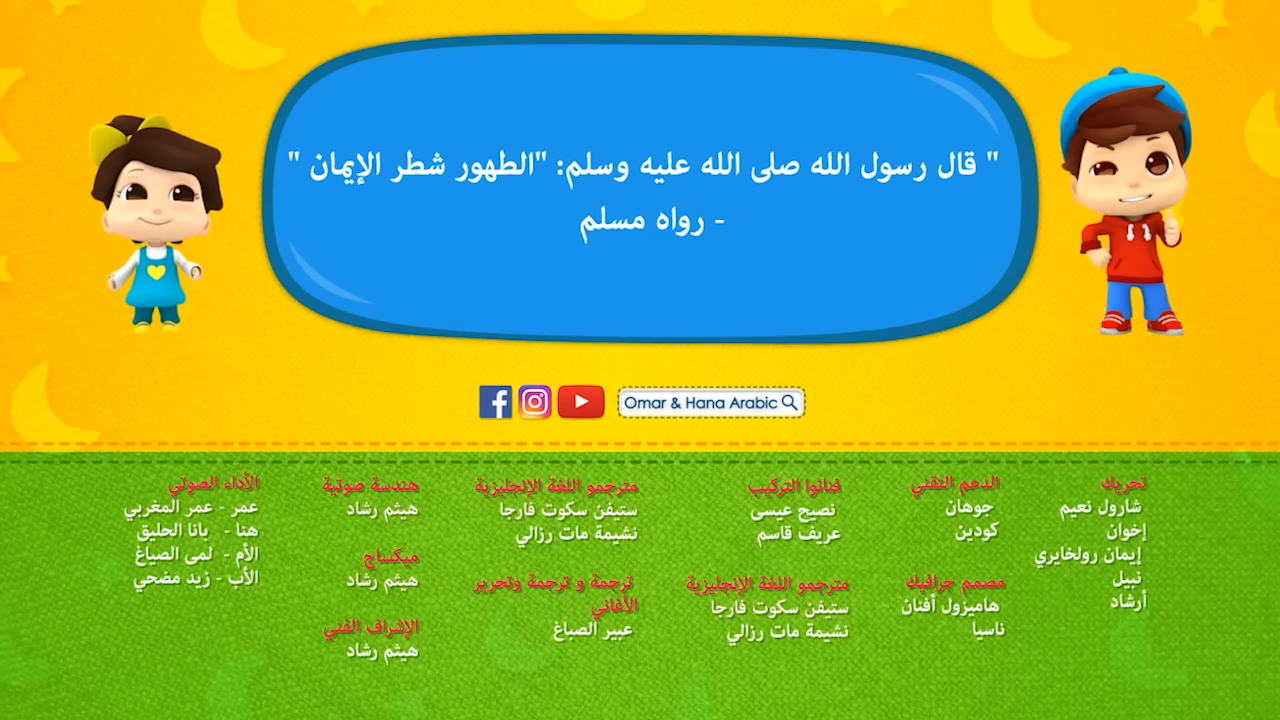 " قال رسول الله صلى الله عليه وسلم: "الطهور شطر الإيمان "
- رواه مسلم
Omar & Hana Arabic
تحريك
شارول نعيم
إخوان
إيمان رولخايري
نبيل
أرشاد
الدعم التقني
جوهان
كودين
مصمم جرافيك
هاميزول أفنان
ناسيا
فنانوا التركيب
نصيح عيسى
عريف قاسم
مترجمو اللغة الإنجليزية
ستيفن سكوت فارجا
نشيمة مات رزالي
مترجمو اللغة الإنجليزية
ستيفن سكوت فارجا
نشيمة مات رزالي
ترجمة و ترجمة وتحرير
الأغاني
عبير الصباغ
هندسة صوتية
هيثم رشاد
ميكساج
هيثم رشاد
الإشراف الفني
هيثم رشاد
الأداء الصوتي
عمر - عمر المغربي
هنا - يانا الحليق
الأم - لمى الصياغ
الأب - زيد مضحي